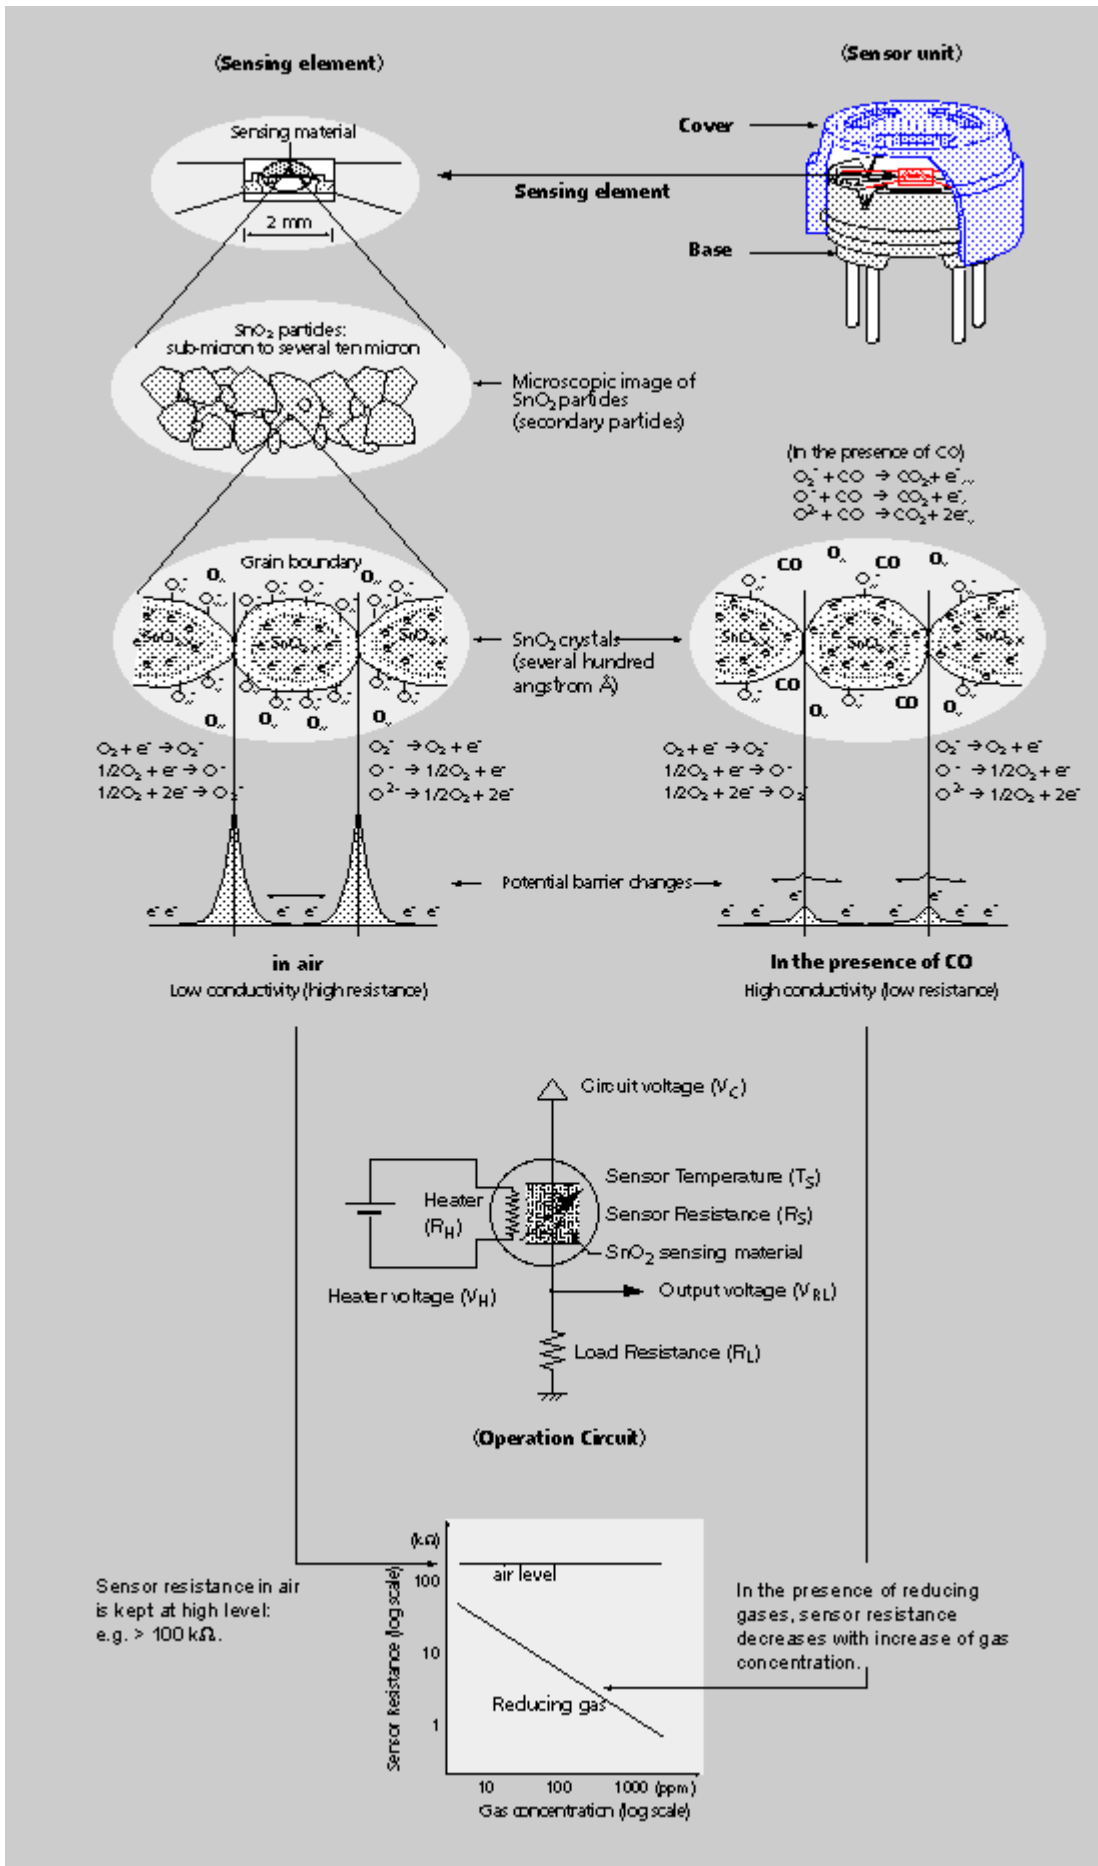 (Sensing element)
(Sensor unit)
Sensing material
Cover
Sensing element
2 mm
Base
SnO₂ particles:
sub-micron to several ten micron
Microscopic image of
SnO₂ particles
(secondary particles)
(In the presence of CO)
O₂⁻ + CO → CO₂ + e⁻
O⁻ + CO → CO₂ + e⁻
O²⁻ + CO → CO₂ + 2e⁻
Grain boundary
SnO₂ crystals
(several hundred
angstrom Å)
CO
CO
CO
CO
O₂ + e⁻ → O₂⁻
1/2O₂ + e⁻ → O⁻
1/2O₂ + 2e⁻ → O₂⁻
O₂⁻ → O₂ + e⁻
O⁻ → 1/2O₂ + e⁻
O²⁻ → 1/2O₂ + 2e⁻
O₂ + e⁻ → O₂⁻
1/2O₂ + e⁻ → O⁻
1/2O₂ + 2e⁻ → O₂⁻
O₂⁻ → O₂ + e⁻
O⁻ → 1/2O₂ + e⁻
O²⁻ → 1/2O₂ + 2e⁻
Potential barrier changes
e⁻ e⁻ e⁻ e⁻ e⁻ e⁻
e⁻ e⁻
e⁻ e⁻ e⁻ e⁻ e⁻ e⁻
in air
Low conductivity (high resistance)
In the presence of CO
High conductivity (low resistance)
Circuit voltage (V_C)
Sensor Temperature (T_S)
Heater
(R_H)
Sensor Resistance (R_S)
SnO₂ sensing material
Heater voltage (V_H)
Output voltage (V_RL)
Load Resistance (R_L)
(Operation Circuit)
Sensor resistance in air
is kept at high level:
e.g. > 100 kΩ.
Sensor Resistance (log scale)
(kΩ)
100
10
1
air level
Reducing gas
10 100 1000 (ppm)
Gas concentration (log scale)
In the presence of reducing
gases, sensor resistance
decreases with increase of gas
concentration.